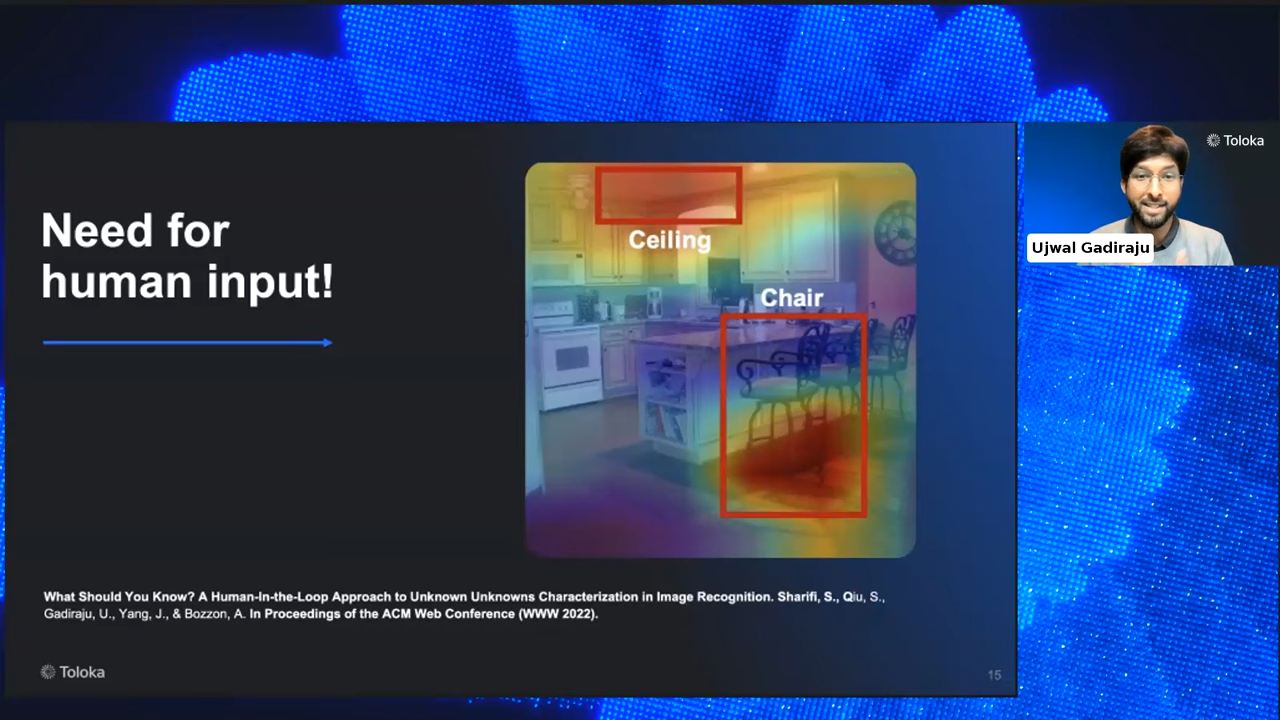 Need for
human input!
Ceiling
Chair
What Should You Know? A Human-In-the-Loop Approach to Unknown Unknowns Characterization in Image Recognition. Sharifi, S., Qiu, S.,
Gadiraju, U., Yang, J., & Bozzon, A. In Proceedings of the ACM Web Conference (WWW 2022).
Toloka
15
Toloka
Ujwal Gadiraju